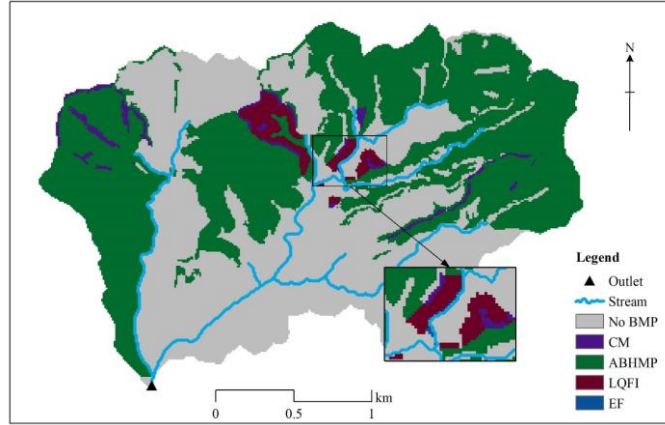 N
Legend
Outlet
Stream
No BMP
CM
ABHMP
LQFI
EF
km
0 0.5 1